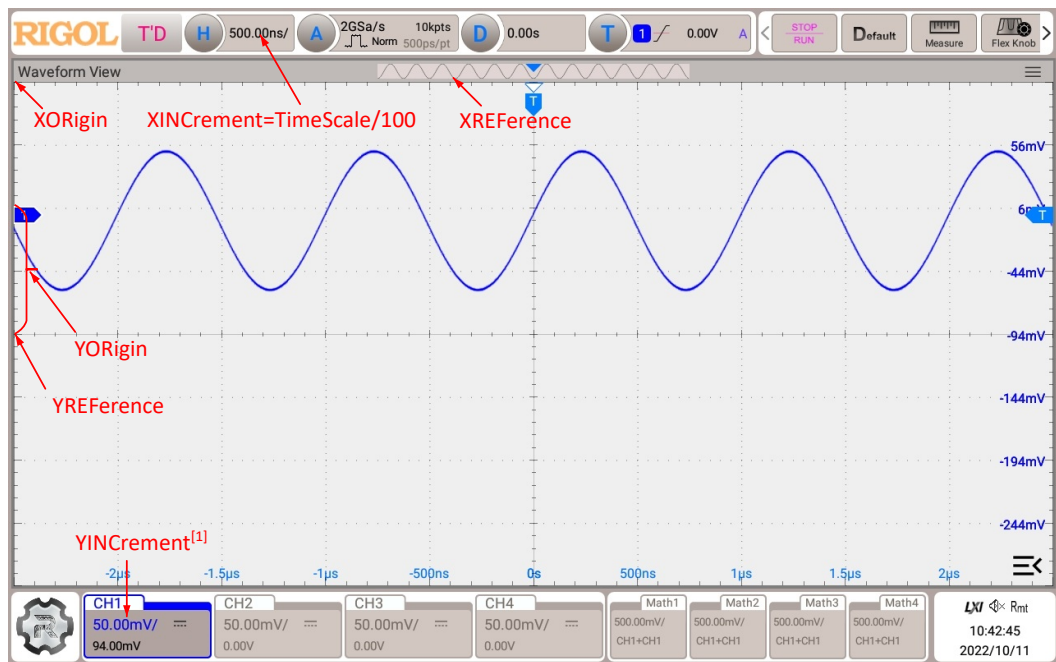 RIGOL T'D H 500.00ns/ A 2GSa/s 10kpts Norm 500ps/pt D 0.00s T 1 0.00V A STOP RUN Default Measure Flex Knob
Waveform View
T
XORigin XINCrement=TimeScale/100 XREFerence
56mV
T
-44mV
YORigin
-94mV
YREFerence
-144mV
-194mV
-244mV
YINCrement[1]
-2µs -1.5µs -1µs -500ns 0s 500ns 1µs 1.5µs 2µs
CH1 CH2 CH3 CH4 Math1 Math2 Math3 Math4
50.00mV/ 50.00mV/ 50.00mV/ 50.00mV/ 500.00mV/ 500.00mV/ 500.00mV/ 500.00mV/
94.00mV 0.00V 0.00V 0.00V CH1+CH1 CH1+CH1 CH1+CH1 CH1+CH1
LXI Rmt
10:42:45
2022/10/11